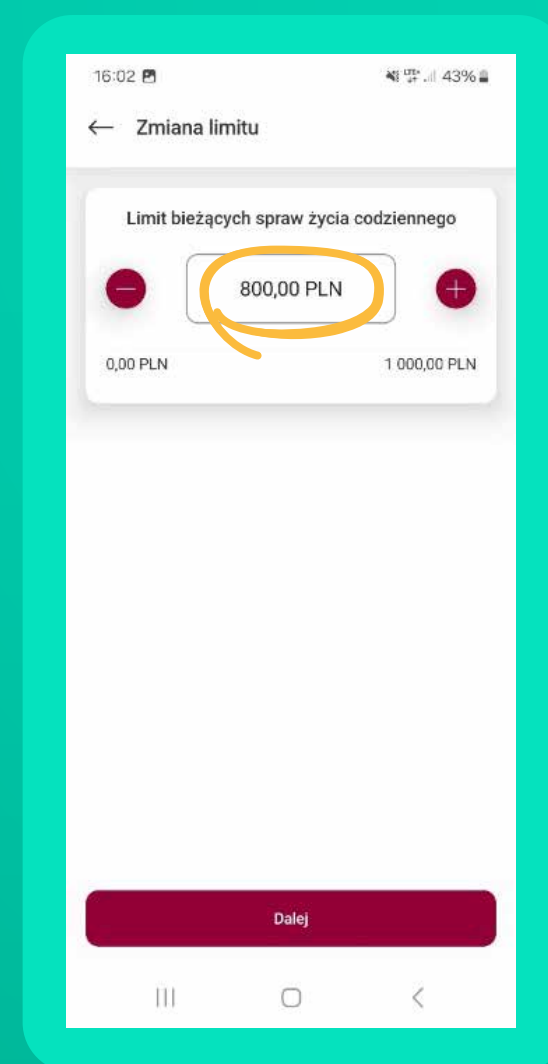 16:02
LTE+ 43%
Zmiana limitu
Limit bieżących spraw życia codziennego
800,00 PLN
0,00 PLN
1 000,00 PLN
Dalej